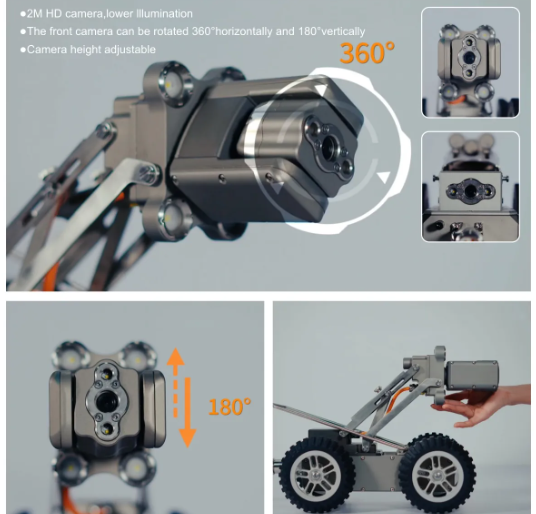 ●2M HD camera,lower Illumination
●The front camera can be rotated 360°horizontally and 180°vertically
●Camera height adjustable
360°
180°